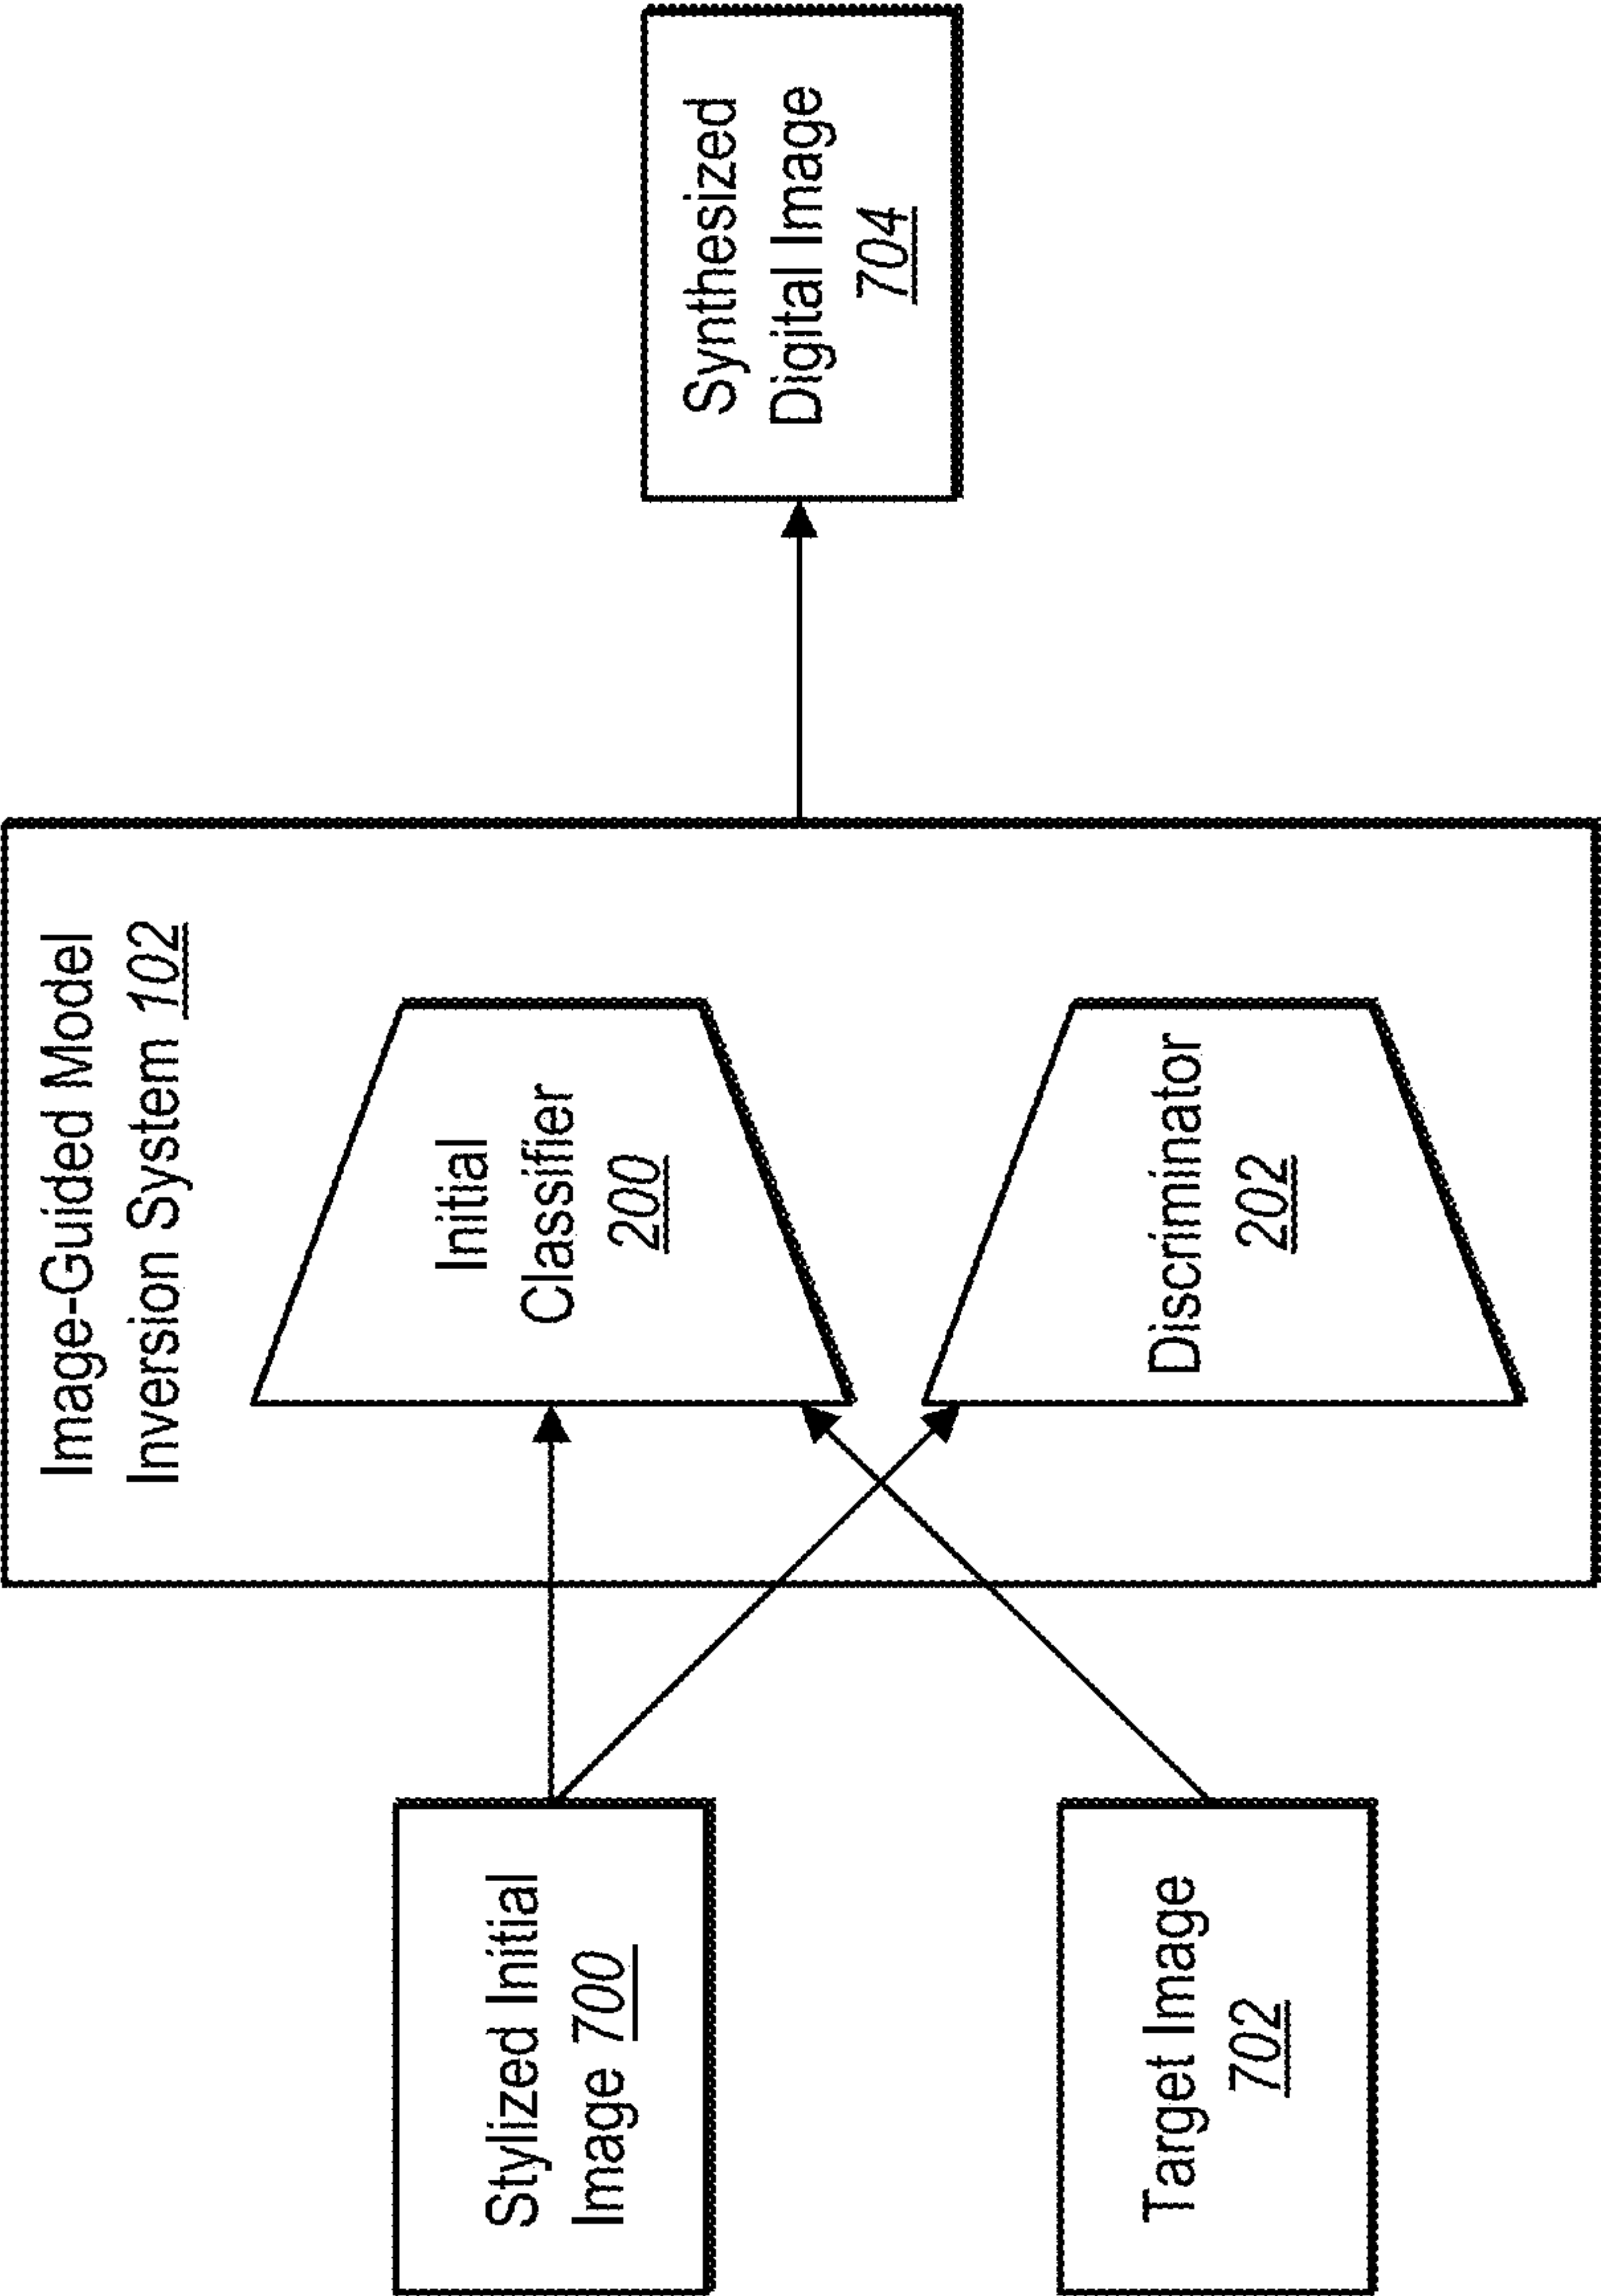 Stylized Initial
Image 700
Target Image
702
Image-Guided Model
Inversion System 102
Initial
Classifier
200
Discriminator
202
Synthesized
Digital Image
704